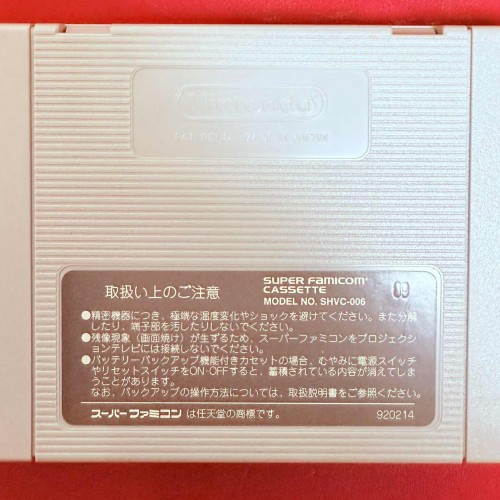 Nintendo
取扱い上のご注意
SUPER FAMICOM
CASSETTE
MODEL NO. SHVC-006
●精密機器につき、極端な温度変化やショックを避けてください。また分解
したり、端子部を汚したりしないでください。
●残像現象(画面焼け)が生ずるため、スーパーファミコンをプロジェクシ
ョンテレビには接続しないでください。
●バッテリーバックアップ機能付きカセットの場合、むやみに電源スイッチ
やリセットスイッチをON・OFFすると、蓄積されている内容が消えてしま
うことがあります。
なお、バックアップの操作方法については、取扱説明書をご参照ください。
スーパーファミコン は任天堂の商標です。
920214